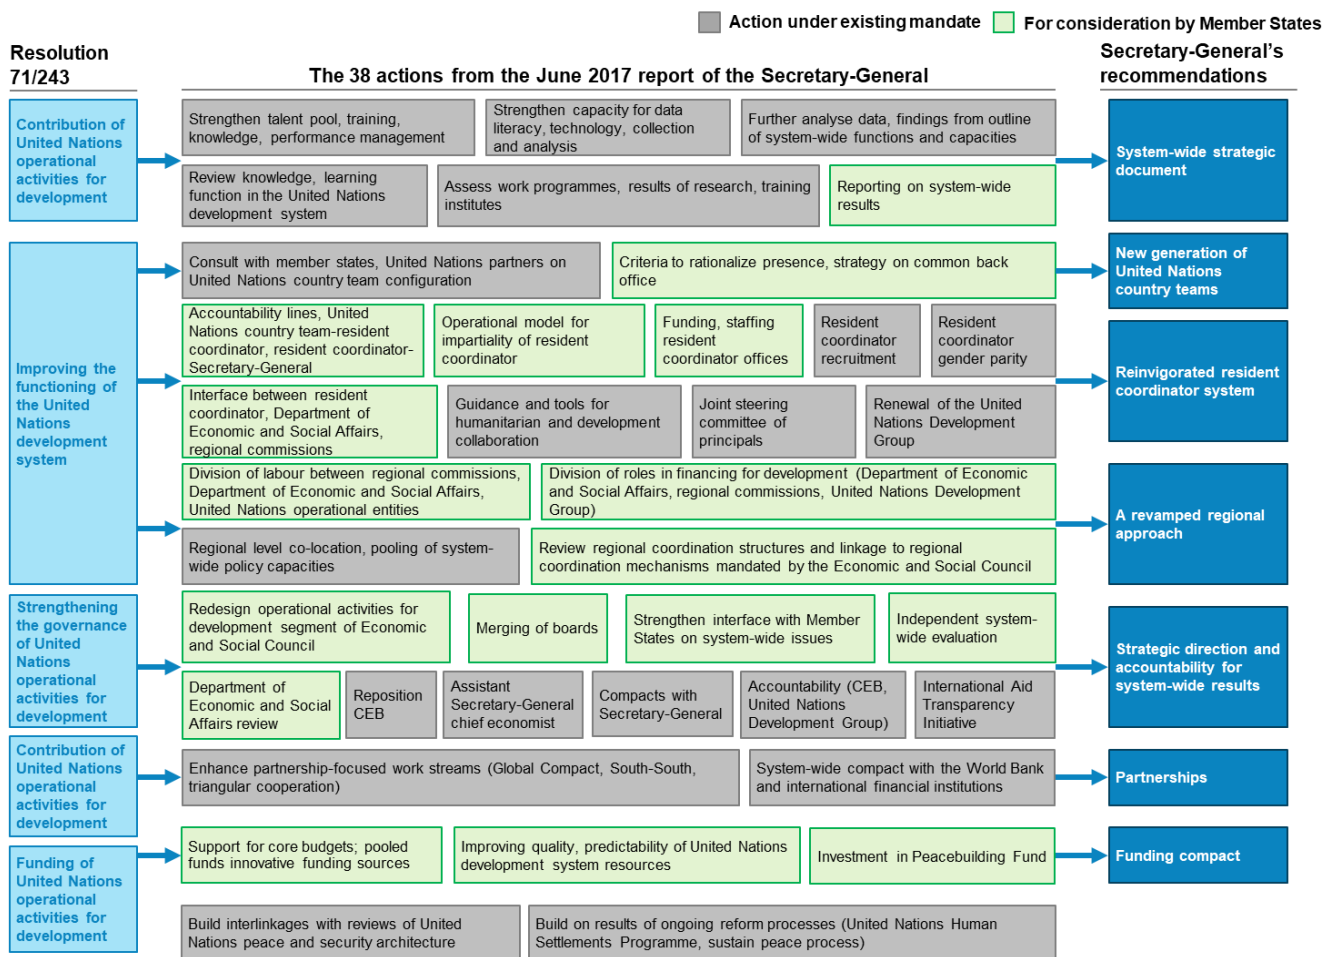 Action under existing mandate
For consideration by Member States
Resolution
71/243
The 38 actions from the June 2017 report of the Secretary-General
Secretary-General's
recommendations
Contribution of
United Nations
operational
activities for
development
Strengthen talent pool, training,
knowledge, performance management
Strengthen capacity for data
literacy, technology, collection
and analysis
Further analyse data, findings from outline
of system-wide functions and capacities
Review knowledge, learning
function in the United Nations
development system
Assess work programmes, results of research, training
institutes
Reporting on system-wide
results
System-wide strategic
document
Improving the
functioning of
the United
Nations
development
system
Consult with member states, United Nations partners on
United Nations country team configuration
Criteria to rationalize presence, strategy on common back
office
New generation of
United Nations
country teams
Accountability lines, United
Nations country team-resident
coordinator, resident coordinator-
Secretary-General
Operational model for
impartiality of resident
coordinator
Funding, staffing
resident
coordinator offices
Resident
coordinator
recruitment
Resident
coordinator
gender parity
Interface between resident
coordinator, Department of
Economic and Social Affairs,
regional commissions
Guidance and tools for
humanitarian and development
collaboration
Joint steering
committee of
principals
Renewal of the United
Nations Development
Group
Reinvigorated resident
coordinator system
Division of labour between regional commissions,
Department of Economic and Social Affairs,
United Nations operational entities
Division of roles in financing for development (Department of Economic
and Social Affairs, regional commissions, United Nations Development
Group)
Regional level co-location, pooling of system-
wide policy capacities
Review regional coordination structures and linkage to regional
coordination mechanisms mandated by the Economic and Social Council
A revamped regional
approach
Strengthening
the governance
of United
Nations
operational
activities for
development
Redesign operational activities for
development segment of Economic
and Social Council
Merging of boards
Strengthen interface with Member
States on system-wide issues
Independent system-
wide evaluation
Department of
Economic and Social
Affairs review
Reposition
CEB
Assistant
Secretary-General
chief economist
Compacts with
Secretary-General
Accountability (CEB,
United Nations
Development Group)
International Aid
Transparency
Initiative
Strategic direction and
accountability for
system-wide results
Contribution of
United Nations
operational
activities for
development
Enhance partnership-focused work streams (Global Compact, South-South,
triangular cooperation)
System-wide compact with the World Bank
and international financial institutions
Partnerships
Funding of
United Nations
operational
activities for
development
Support for core budgets; pooled
funds innovative funding sources
Improving quality, predictability of United Nations
development system resources
Investment in Peacebuilding Fund
Funding compact
Build interlinkages with reviews of United
Nations peace and security architecture
Build on results of ongoing reform processes (United Nations Human
Settlements Programme, sustain peace process)